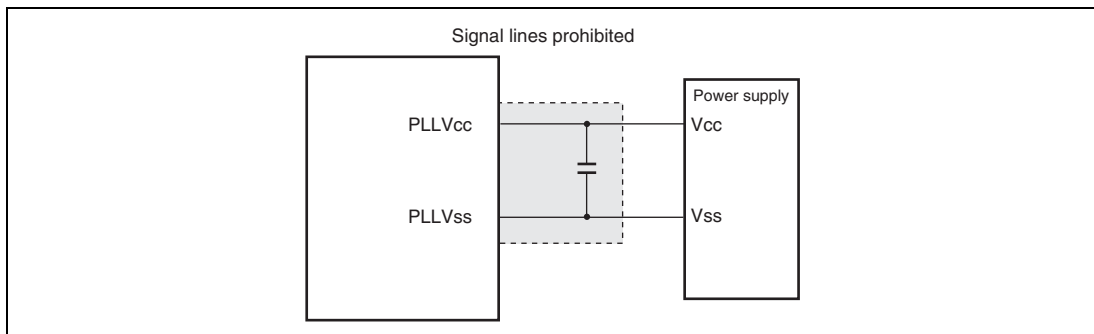 Signal lines prohibited
Power supply
PLLVcc
Vcc
PLLVss
Vss